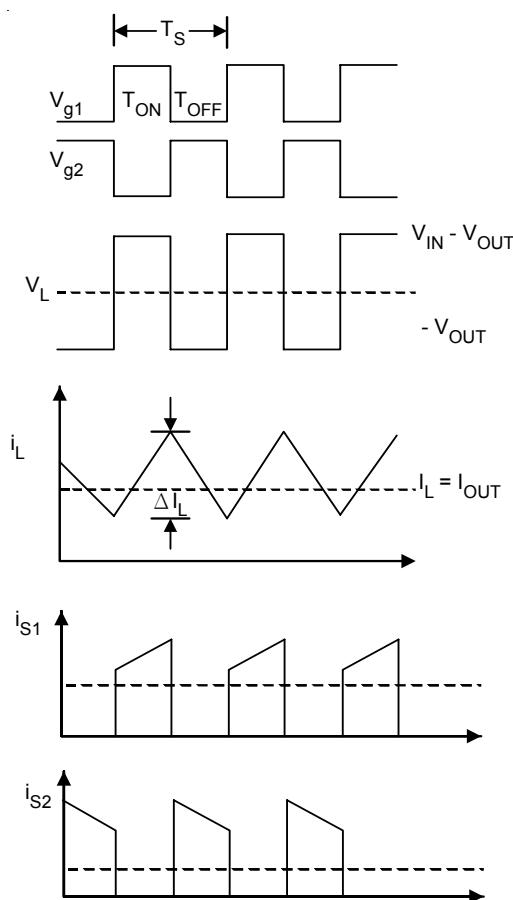 T_S
V_g1 T_ON T_OFF
V_g2
V_IN - V_OUT
V_L
- V_OUT
i_L
I_L = I_OUT
Δ I_L
i_S1
i_S2